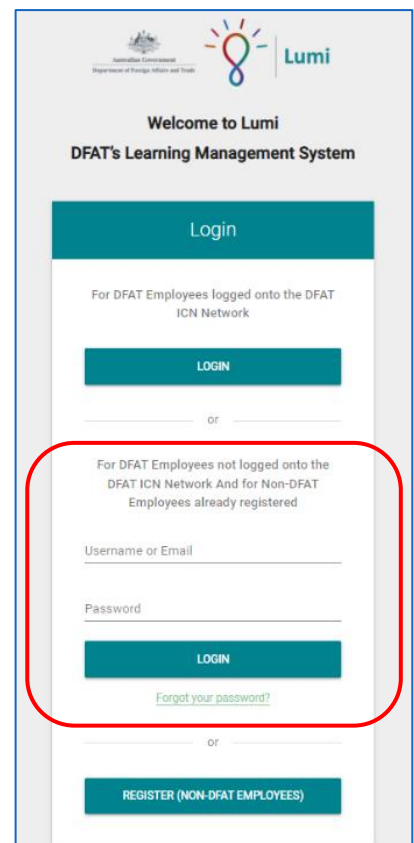 Australian Government
Department of Foreign Affairs and Trade
Lumi
Welcome to Lumi
DFAT's Learning Management System
Login
For DFAT Employees logged onto the DFAT
ICN Network
LOGIN
or
For DFAT Employees not logged onto the
DFAT ICN Network And for Non-DFAT
Employees already registered
Username or Email
Password
LOGIN
Forgot your password?
or
REGISTER (NON-DFAT EMPLOYEES)